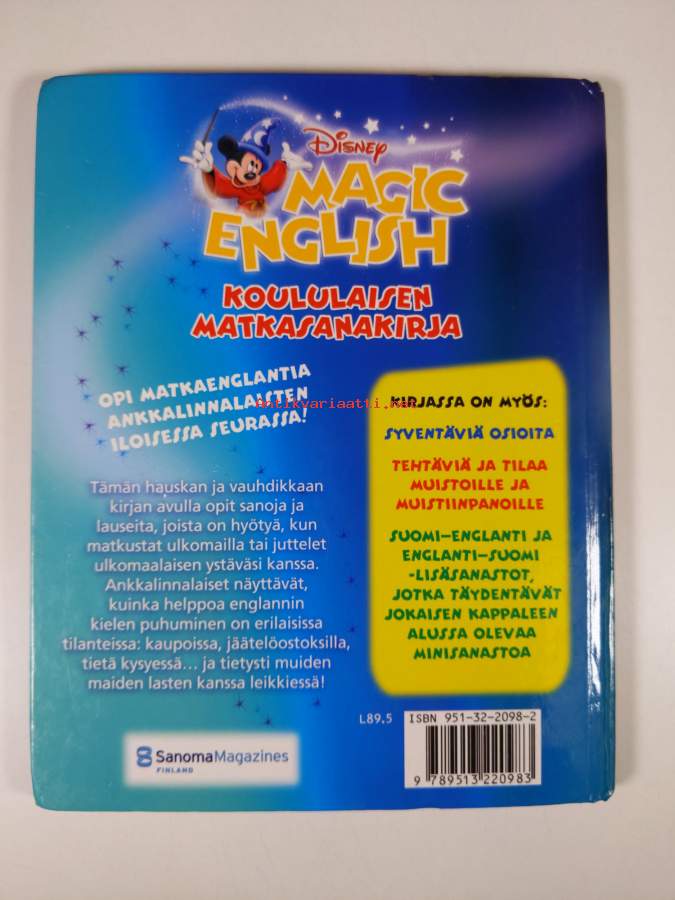 DISNEY
MAGIC
ENGLISH
KOULULAISEN
MATKASANAKIRJA
OPI MATKAENGLANTIA
ANKKALINNALAISTEN
ILOISESSA SEURASSA!
antikvariaatti.net
Tämän hauskan ja vauhdikkaan
kirjan avulla opit sanoja ja
lauseita, joista on hyötyä, kun
matkustat ulkomailla tai juttelet
ulkomaalaisen ystäväsi kanssa.
Ankkalinnalaiset näyttävät,
kuinka helppoa englannin
kielen puhuminen on erilaisissa
tilanteissa: kaupoissa, jäätelöostoksilla,
tietä kysyessä... ja tietysti muiden
maiden lasten kanssa leikkiessä!
KIRJASSA ON MYÖS:
SYVENTÄVIÄ OSIOITA
TEHTÄVIÄ JA TILAA
MUISTOILLE JA
MUISTIINPANOILLE
SUOMI–ENGLANTI JA
ENGLANTI–SUOMI
-LISÄSANASTOT,
JOTKA TÄYDENTÄVÄT
JOKAISEN KAPPALEEN
ALUSSA OLEVAA
MINISANASTOA
SanomaMagazines
FINLAND
L89.5
ISBN 951-32-2098-2
9 789513 220983